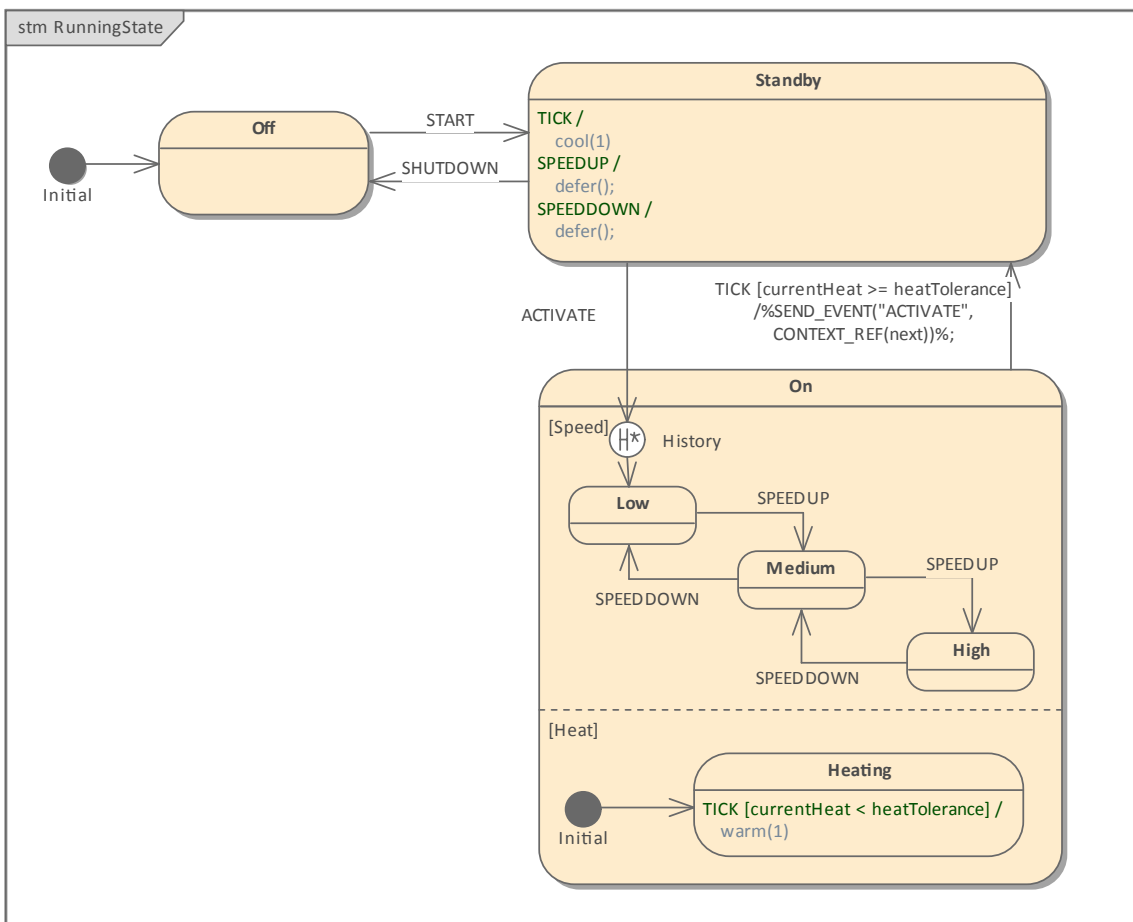 stm RunningState
Standby
TICK /
cool(1)
SPEEDUP /
defer();
SPEEDDOWN /
defer();
Off
START
SHUTDOWN
Initial
ACTIVATE
TICK [currentHeat >= heatTolerance]
/%SEND_EVENT("ACTIVATE",
CONTEXT_REF(next))%;
On
[Speed]
H*
History
Low
SPEEDUP
Medium
SPEEDUP
SPEEDDOWN
High
SPEEDDOWN
[Heat]
Heating
TICK [currentHeat < heatTolerance] /
warm(1)
Initial